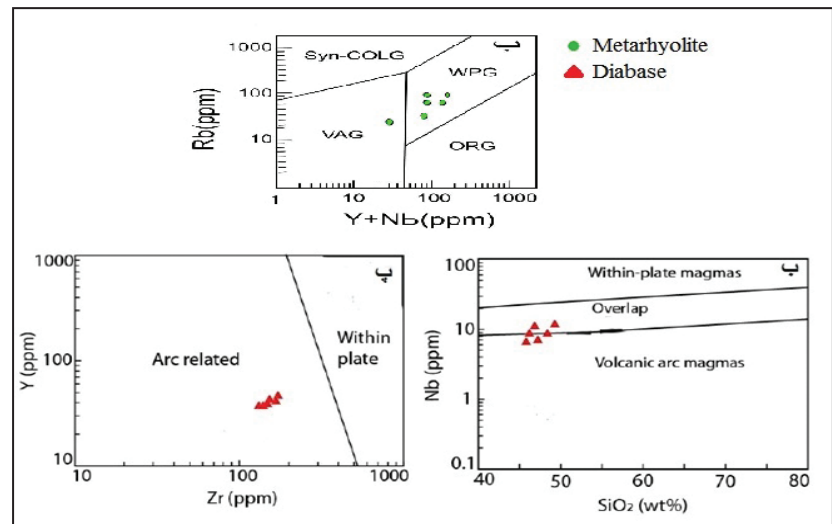 1000
100
10
Rb(ppm)
Syn-COLG
WPG
VAG
ORG
1
10
100
1000
Y+Nb(ppm)
Metarhyolite
Diabase
1000
100
10
Y (ppm)
Arc related
Within
plate
10
100
1000
Zr (ppm)
100
10
1
0.1
Nb (ppm)
Within-plate magmas
Overlap
Volcanic arc magmas
40
50
60
70
80
SiO₂ (wt%)